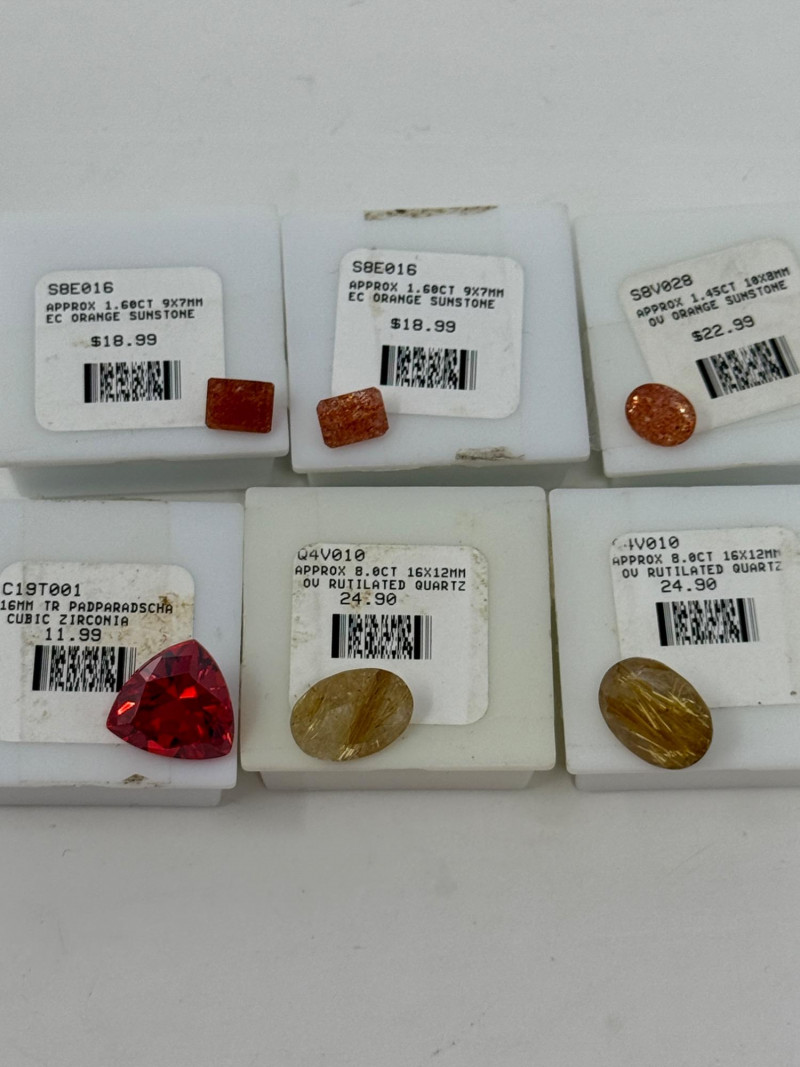 S8E016
APPROX 1.60CT 9X7MM
EC ORANGE SUNSTONE
$18.99
S8E016
APPROX 1.60CT 9X7MM
EC ORANGE SUNSTONE
$18.99
S8V028
APPROX 1.45CT 10X8MM
OV ORANGE SUNSTONE
$22.99
C19T001
16MM TR PADPARADSCHA
CUBIC ZIRCONIA
11.99
Q4V010
APPROX 8.0CT 16X12MM
OV RUTILATED QUARTZ
24.90
4V010
APPROX 8.0CT 16X12MM
OV RUTILATED QUARTZ
24.90